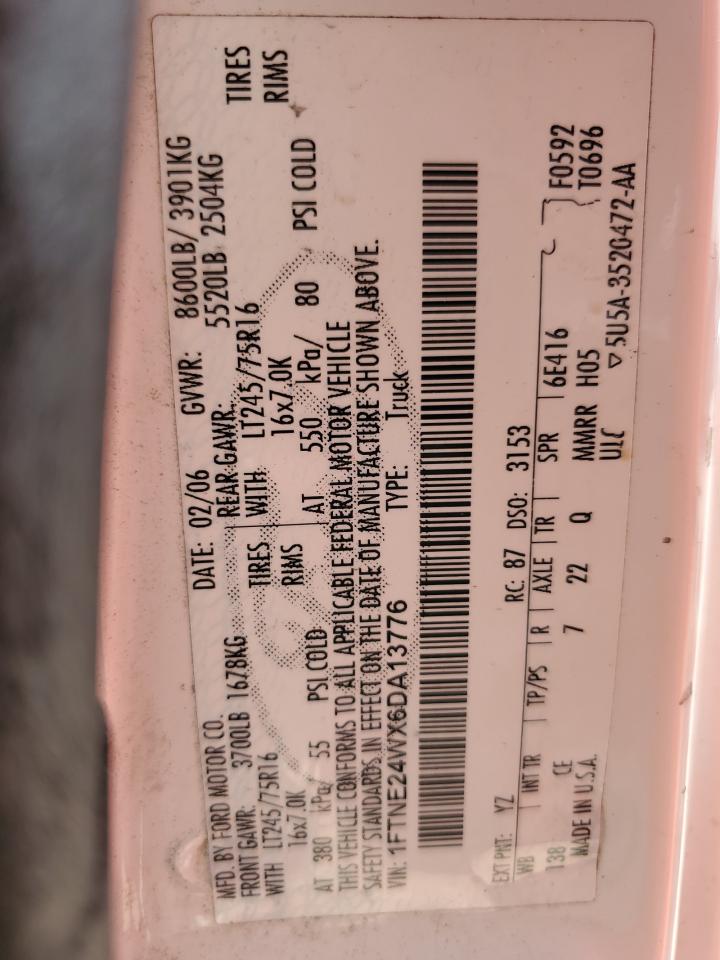 MFD. BY FORD MOTOR CO.
DATE: 02/06 GVWR: 8600LB/ 3901KG
FRONT GAWR: 3700LB 1678KG REAR GAWR: 5520LB 2504KG
WITH LT245/75R16 TIRES WITH LT245/75R16 TIRES
16x7.0K RIMS 16x7.0K RIMS
AT 380 kPa/ 55 PSI COLD AT 550 kPa/ 80 PSI COLD
THIS VEHICLE CONFORMS TO ALL APPLICABLE FEDERAL MOTOR VEHICLE
SAFETY STANDARDS IN EFFECT ON THE DATE OF MANUFACTURE SHOWN ABOVE.
VIN: 1FTNE24WX6DA13776 TYPE: Truck
EXT PNT: YZ RC: 87 DSO: 3153 F0592
WB INT TR TP/PS R AXLE TR SPR 6E416 T0696
138 CE 7 22 Q MMRR H05
MADE IN U.S.A. ULC ▽5U5A-3520472-AA